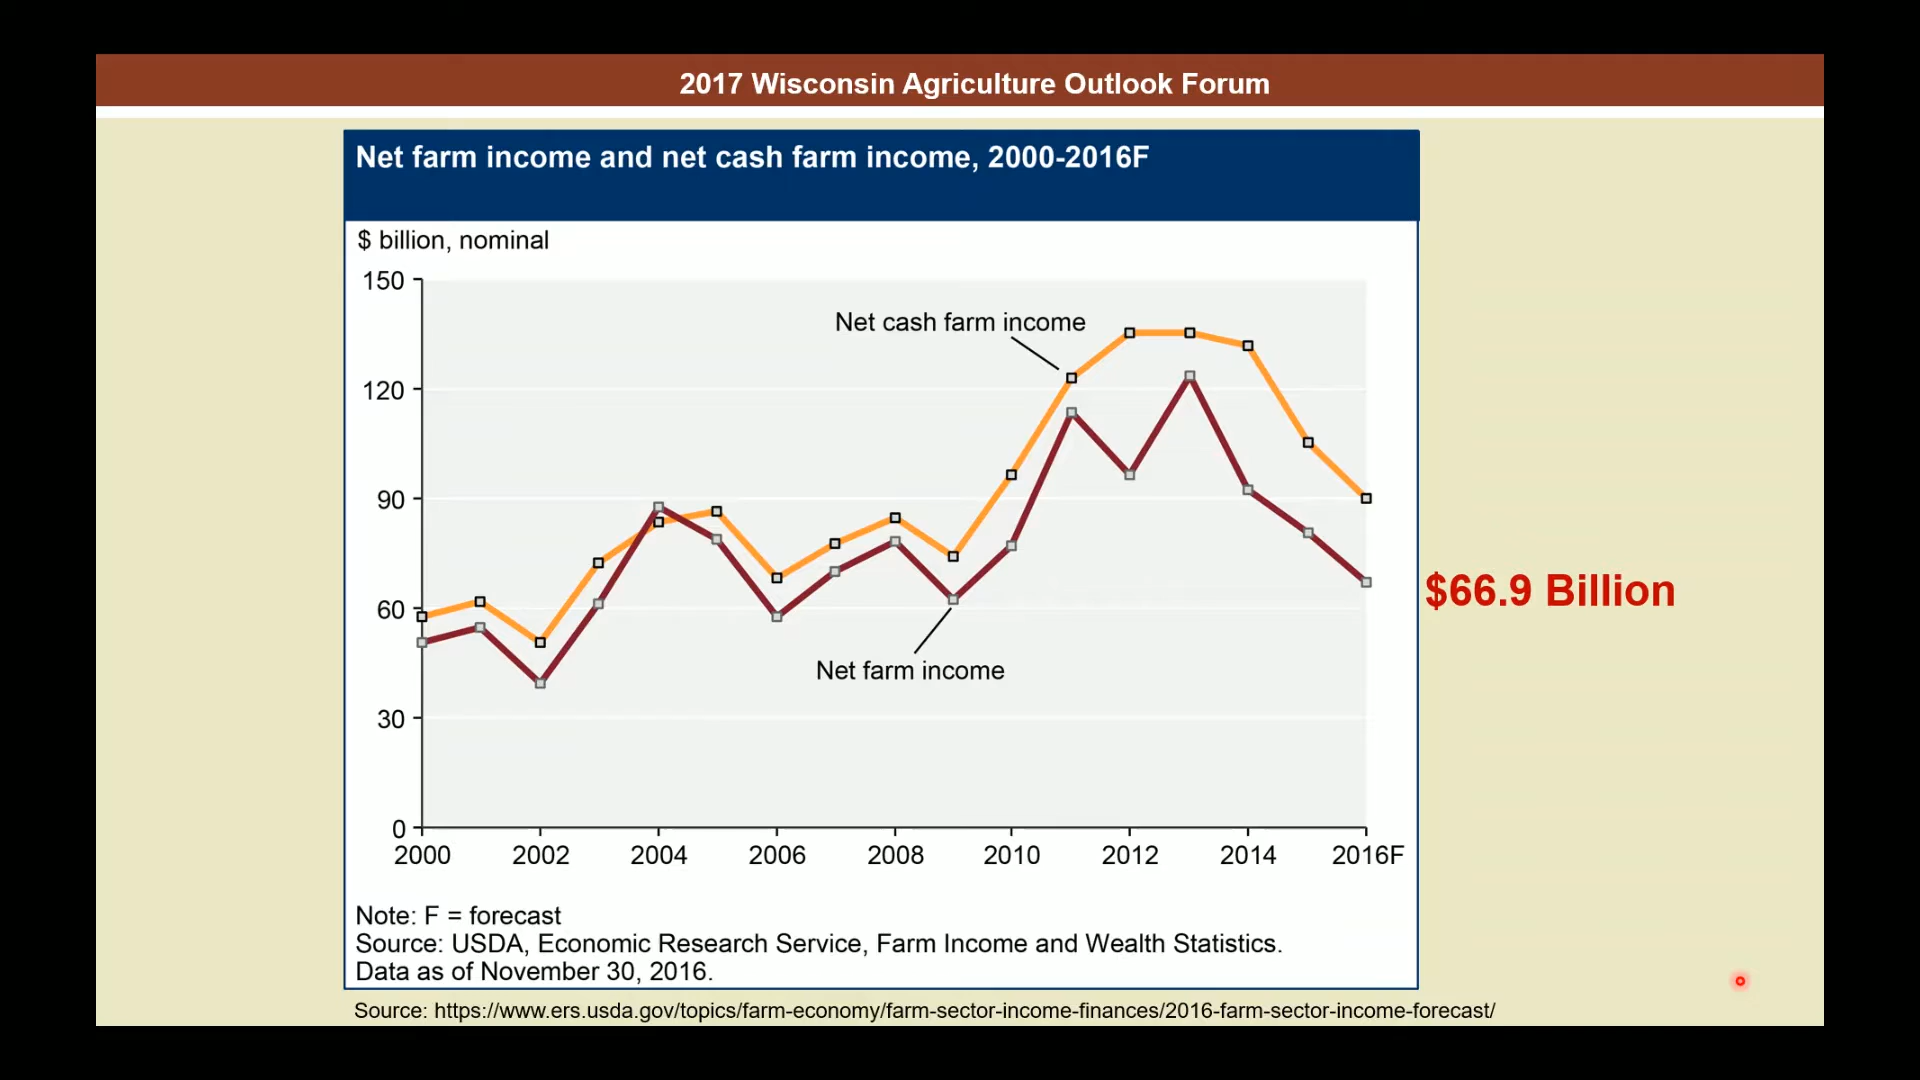 2017 Wisconsin Agriculture Outlook Forum
Net farm income and net cash farm income, 2000-2016F
$ billion, nominal
150
Net cash farm income
120
90
$66.9 Billion
60
Net farm income
30
0
2000 2002 2004 2006 2008 2010 2012 2014 2016F
Note: F = forecast
Source: USDA, Economic Research Service, Farm Income and Wealth Statistics.
Data as of November 30, 2016.
Source: https://www.ers.usda.gov/topics/farm-economy/farm-sector-income-finances/2016-farm-sector-income-forecast/